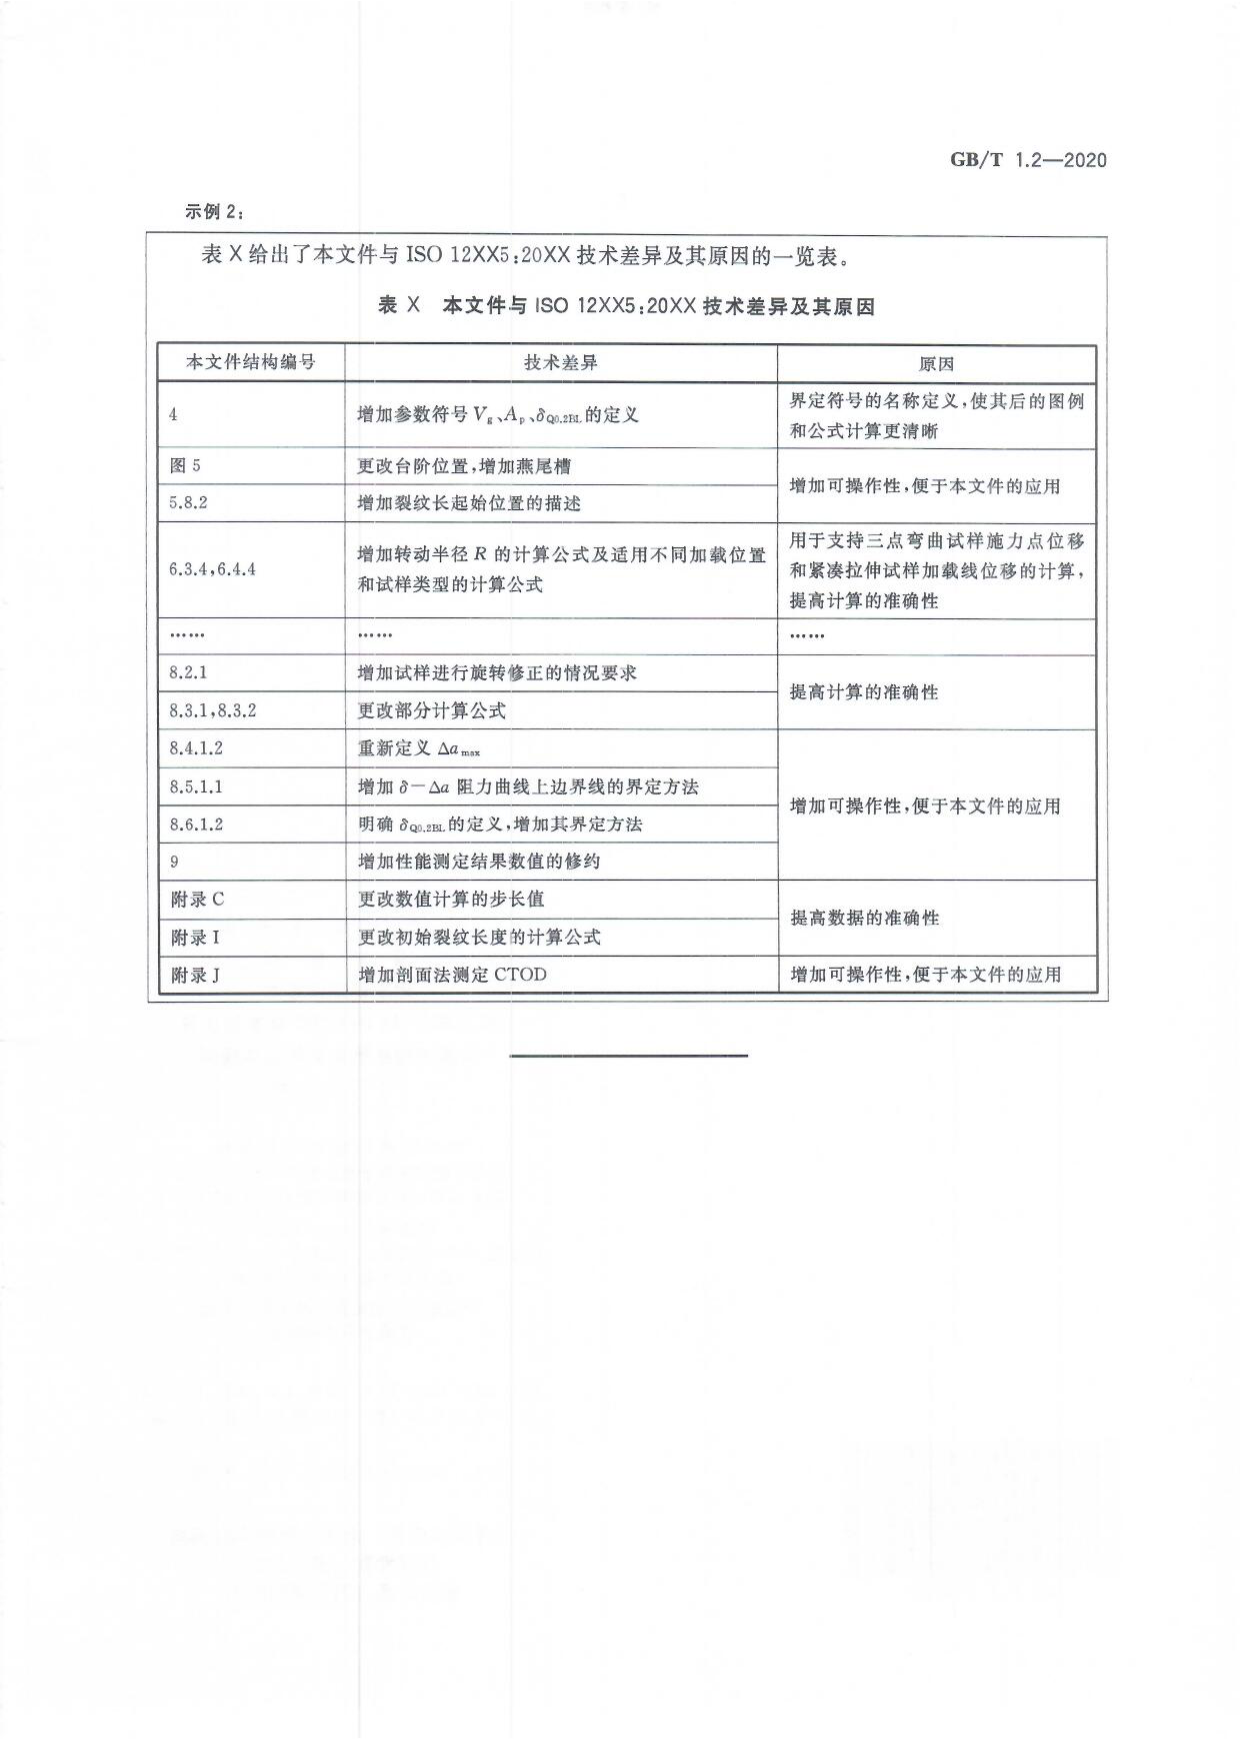 GB/T 1.2—2020
示例 2:
表 X 给出了本文件与 ISO 12XX5:20XX 技术差异及其原因的一览表。
表 X 本文件与 ISO 12XX5:20XX 技术差异及其原因
本文件结构编号 技术差异 原因
4 增加参数符号 Vg、Ap、δQ0.2BL 的定义 界定符号的名称定义,使其后的图例
和公式计算更清晰
图 5 更改台阶位置,增加燕尾槽
增加可操作性,便于本文件的应用
5.8.2 增加裂纹长起始位置的描述
6.3.4,6.4.4 增加转动半径 R 的计算公式及适用不同加载位置
和试样类型的计算公式
用于支持三点弯曲试样施力点位移
和紧凑拉伸试样加载线位移的计算,
提高计算的准确性
…… …… ……
8.2.1 增加试样进行旋转修正的情况要求
提高计算的准确性
8.3.1,8.3.2 更改部分计算公式
8.4.1.2 重新定义 Δamax
8.5.1.1 增加 δ—Δa 阻力曲线上边界线的界定方法
增加可操作性,便于本文件的应用
8.6.1.2 明确 δQ0.2BL 的定义,增加其界定方法
9 增加性能测定结果数值的修约
附录 C 更改数值计算的步长值
提高数据的准确性
附录 I 更改初始裂纹长度的计算公式
附录 J 增加剖面法测定 CTOD 增加可操作性,便于本文件的应用